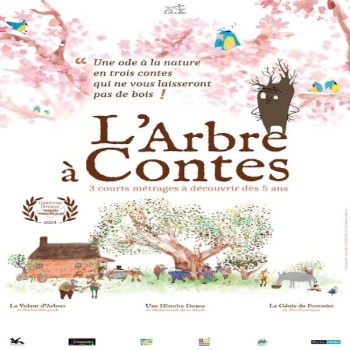 “ Une ode à la nature
en trois contes
qui ne vous laisseront
pas de bois ! ”
L'Arbre
à Contes
3 courts métrages à découvrir dès 5 ans
2024
Le Voleur d'Arbres
Une Histoire Douce
Le Génie du Pommier